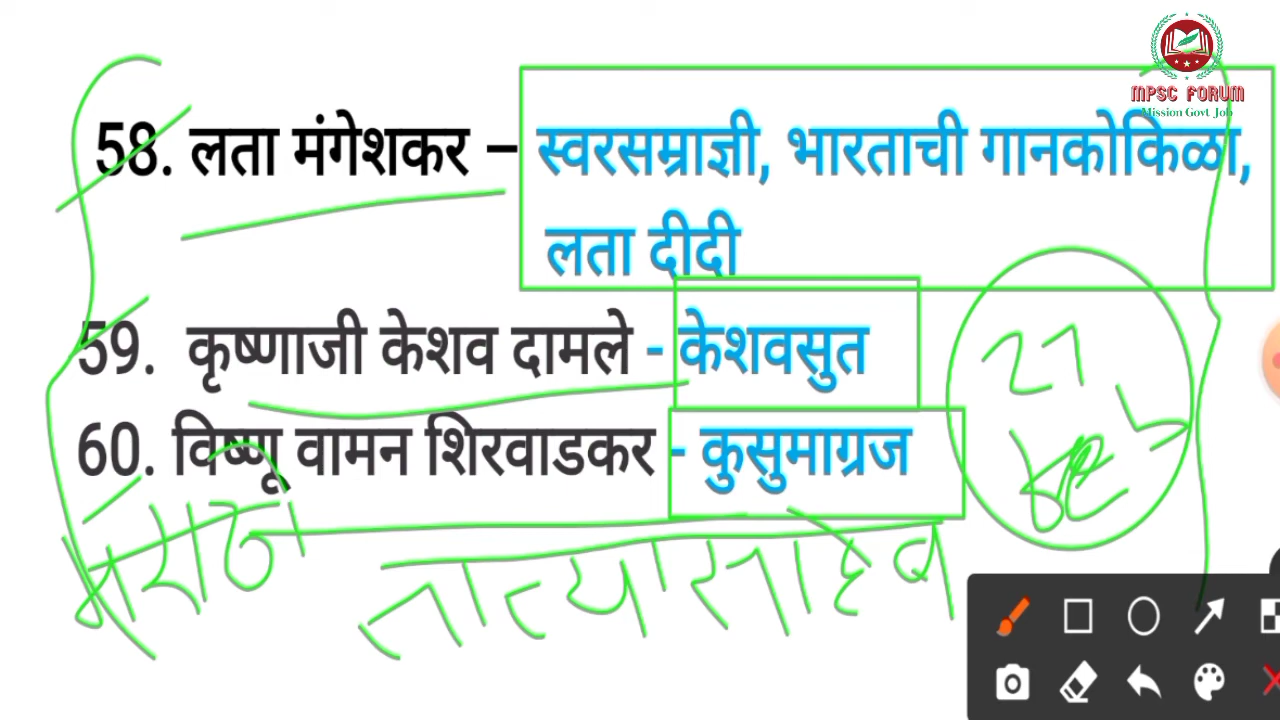 MPSC FORUM
Mission Govt Job
58. लता मंगेशकर – स्वरसम्राज्ञी, भारताची गानकोकिळा,
लता दीदी
59. कृष्णाजी केशव दामले - केशवसुत
27
60. विष्णू वामन शिरवाडकर - कुसुमाग्रज
मराठी
तात्यासाहेब